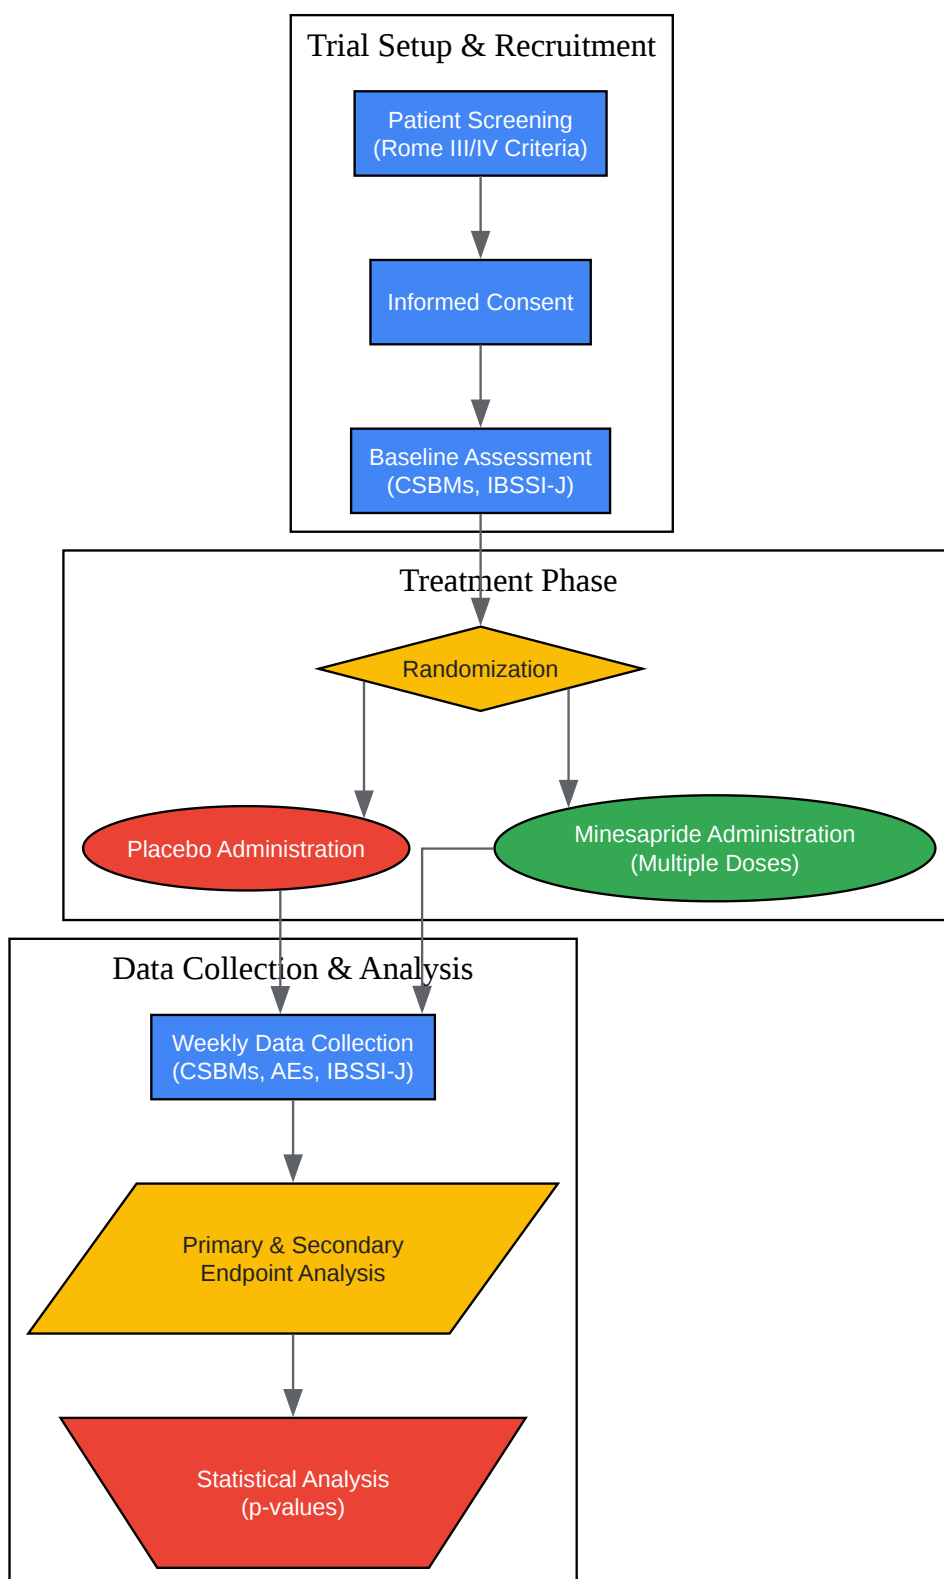 Trial Setup & Recruitment
Patient Screening
(Rome III/IV Criteria)
Informed Consent
Baseline Assessment
(CSBMs, IBSSI-J)
Treatment Phase
Randomization
Placebo Administration
Minesapride Administration
(Multiple Doses)
Data Collection & Analysis
Weekly Data Collection
(CSBMs, AEs, IBSSI-J)
Primary & Secondary
Endpoint Analysis
Statistical Analysis
(p-values)